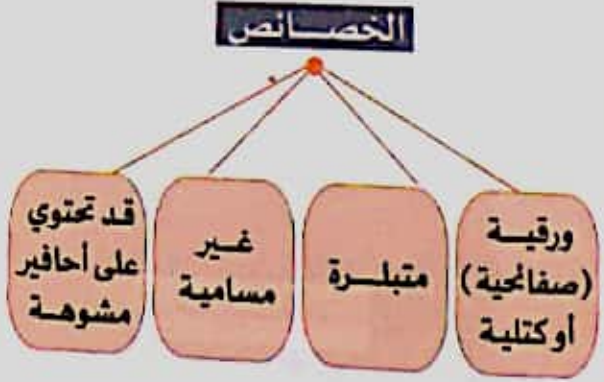 الخصائص
ورقية
(صفائحية)
أو كتلية
متبلرة
غير
مسامية
قد تحتوي
على أحافير
مشوهة